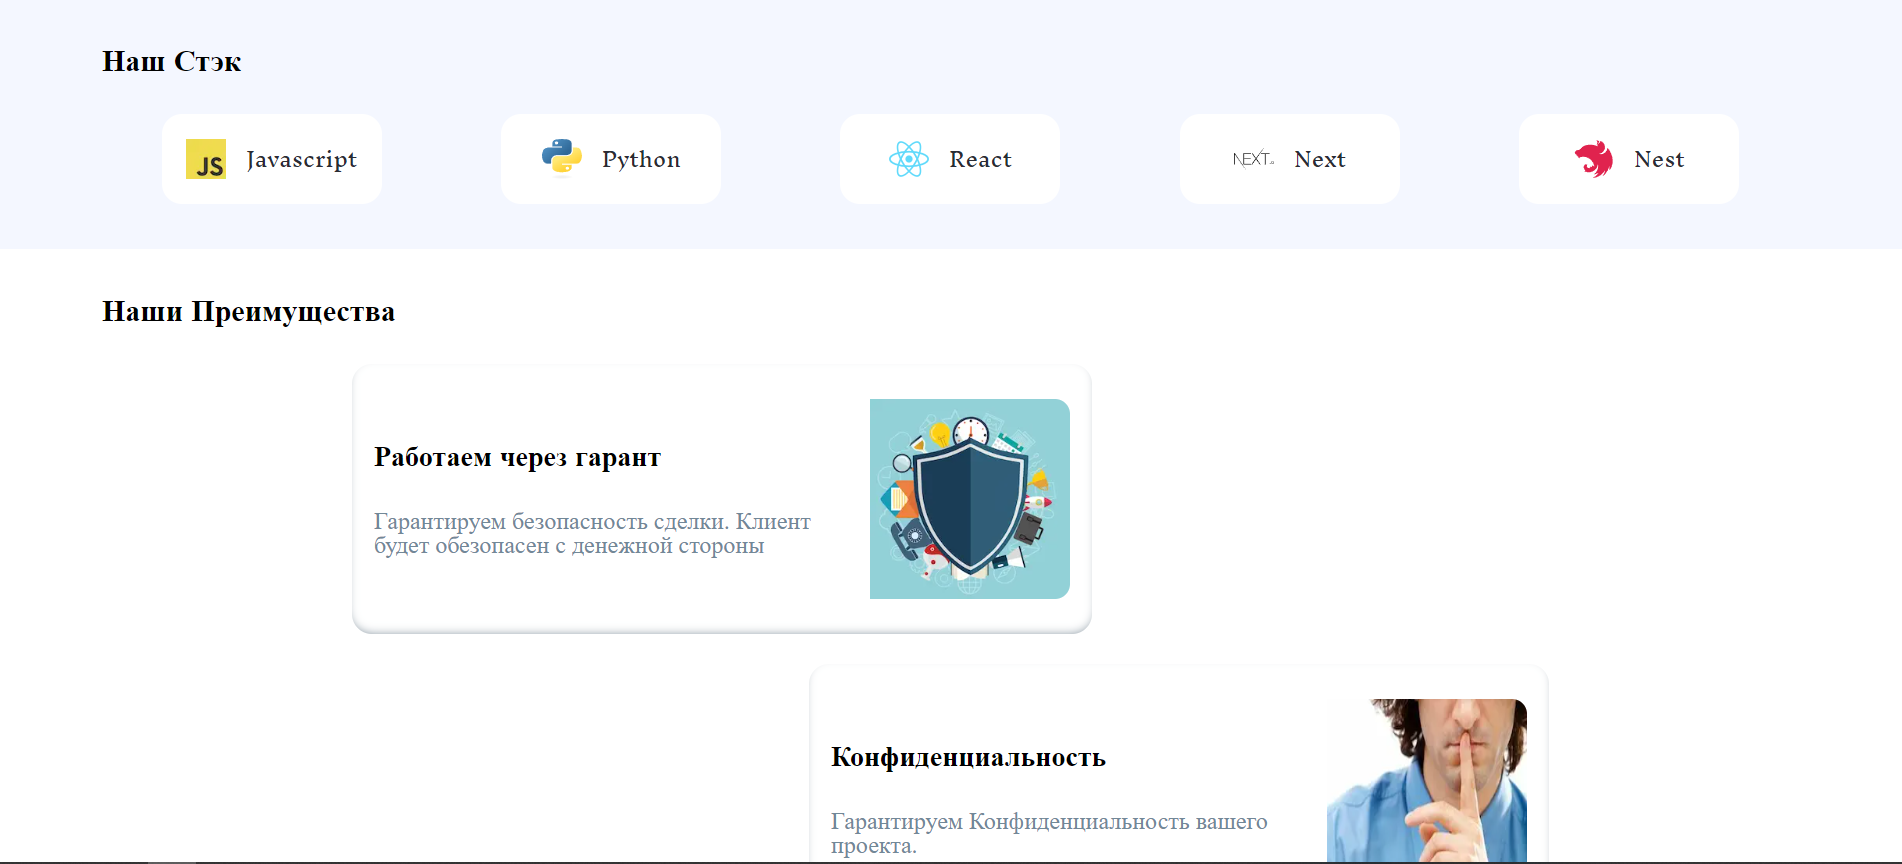 Наш Стэк
JS Javascript
Python
React
NEXT Next
Nest
Наши Преимущества
Работаем через гарант
Гарантируем безопасность сделки. Клиент
будет обезопасен с денежной стороны
Конфиденциальность
Гарантируем Конфиденциальность вашего
проекта.